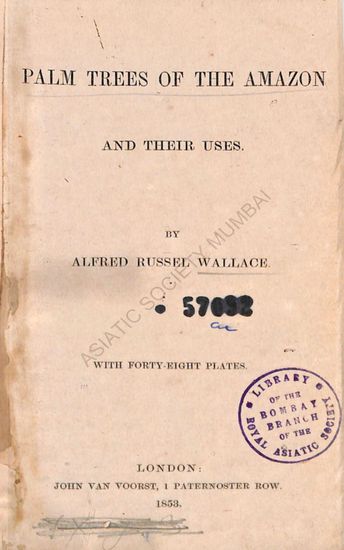 PALM TREES OF THE AMAZON
AND THEIR USES.
BY
ALFRED RUSSEL WALLACE.
ASIATIC SOCIETY MUMBAI
57092
WITH FORTY-EIGHT PLATES.
LIBRARY
OF THE
BOMBAY
BRANCH
OF THE
ROYAL ASIATIC SOCIETY
LONDON:
JOHN VAN VOORST, 1 PATERNOSTER ROW.
1853.